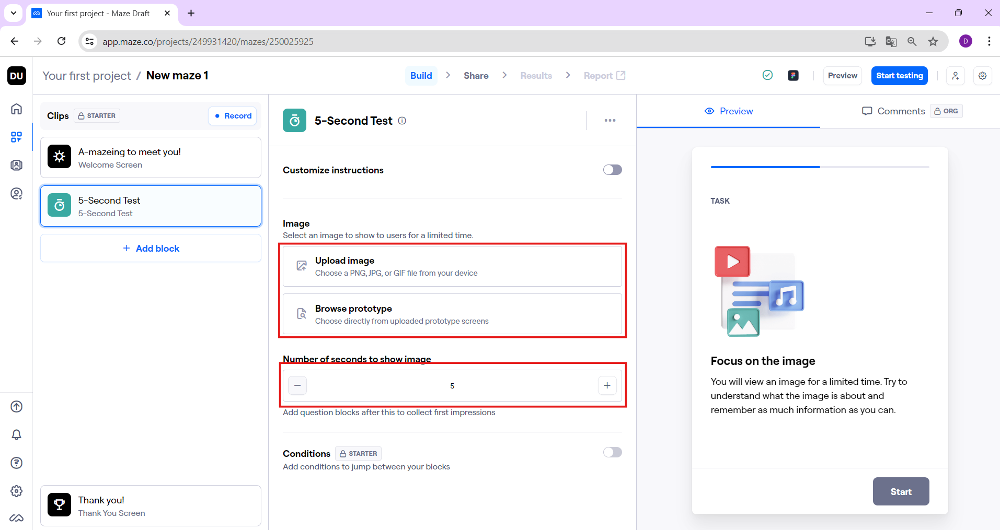 Your first project - Maze Draft
app.maze.co/projects/249931420/mazes/250025925
D
DU
Your first project / New maze 1
Build
Share
Results
Report
Preview
Start testing
Clips
STARTER
Record
A-mazeing to meet you!
Welcome Screen
5-Second Test
5-Second Test
+ Add block
Thank you!
Thank You Screen
5-Second Test
Customize instructions
Image
Select an image to show to users for a limited time.
Upload image
Choose a PNG, JPG, or GIF file from your device
Browse prototype
Choose directly from uploaded prototype screens
Number of seconds to show image
5
Add question blocks after this to collect first impressions
Conditions
STARTER
Add conditions to jump between your blocks
Preview
Comments
ORG
TASK
Focus on the image
You will view an image for a limited time. Try to
understand what the image is about and
remember as much information as you can.
Start